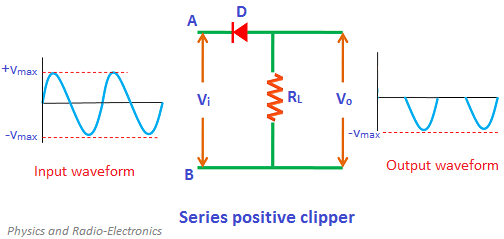 A
D
+Vmax
-Vmax
Input waveform
Vi
RL
Vo
B
-Vmax
Output waveform
Series positive clipper
Physics and Radio-Electronics